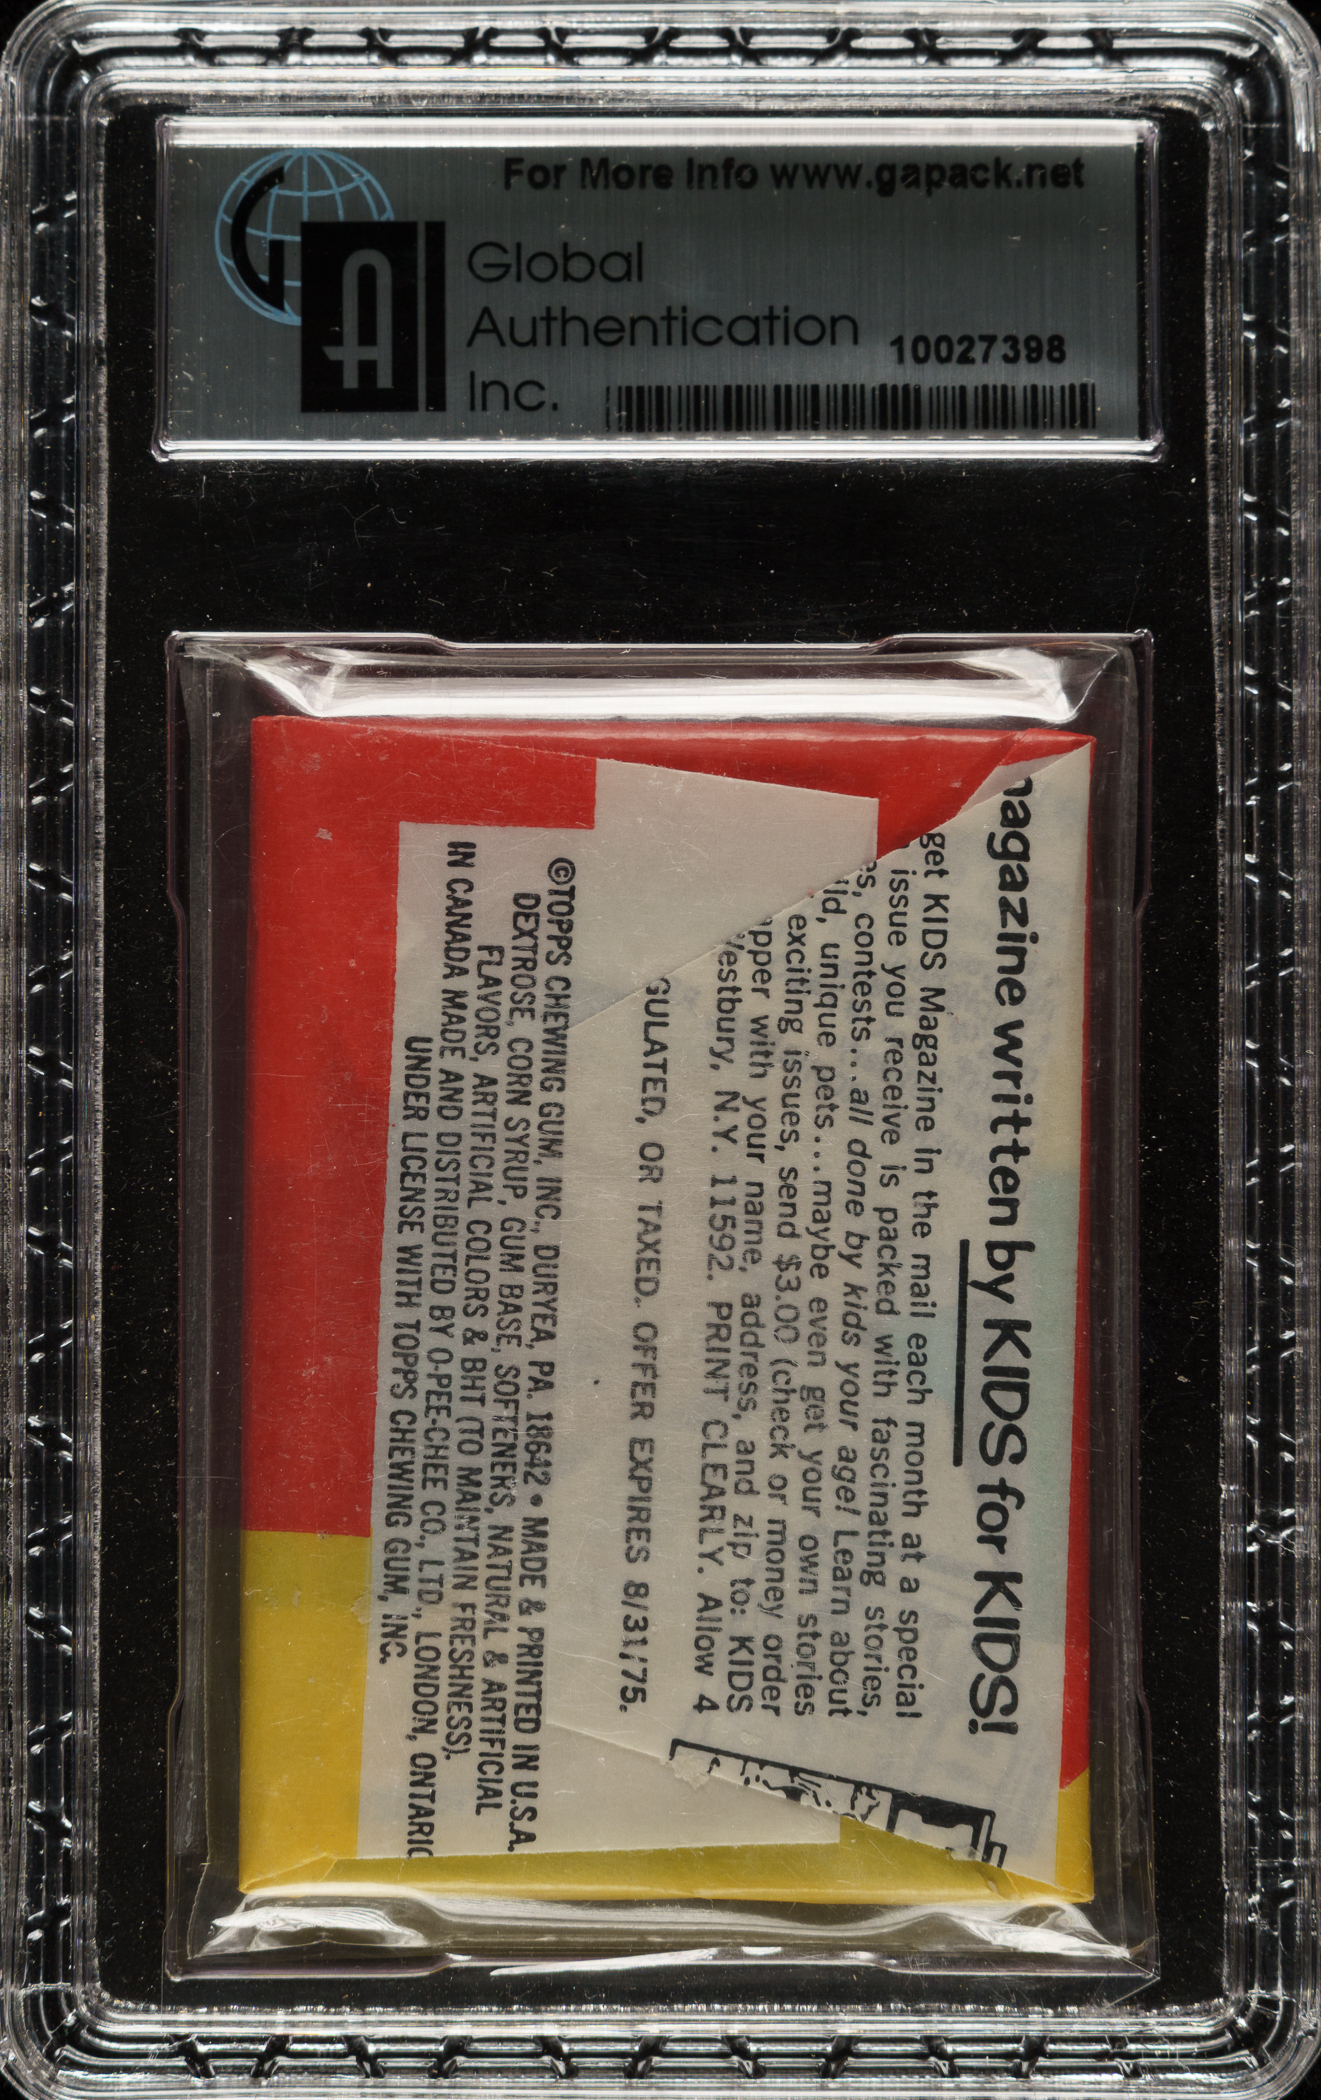 For More Info www.gapack.net
GA
Global
Authentication
Inc.
10027398
magazine written by KIDS for KIDS!
get KIDS Magazine in the mail each month at a special
issue you receive is packed with fascinating stories,
contests...all done by kids your age! Learn about
unique pets...maybe even get your own stories
exciting issues, send $3.00 (check or money order
with your name, address, and zip to: KIDS
Westbury, N.Y. 11592. PRINT CLEARLY. Allow 4
GULATED, OR TAXED. OFFER EXPIRES 8/31/75.
©TOPPS CHEWING GUM, INC., DURYEA, PA. 18642 • MADE & PRINTED IN U.S.A.
DEXTROSE, CORN SYRUP, GUM BASE, SOFTENERS, NATURAL & ARTIFICIAL
FLAVORS, ARTIFICIAL COLORS & BHT (TO MAINTAIN FRESHNESS).
IN CANADA MADE AND DISTRIBUTED BY O-PEE-CHEE CO., LTD., LONDON, ONTARIO
UNDER LICENSE WITH TOPPS CHEWING GUM, INC.